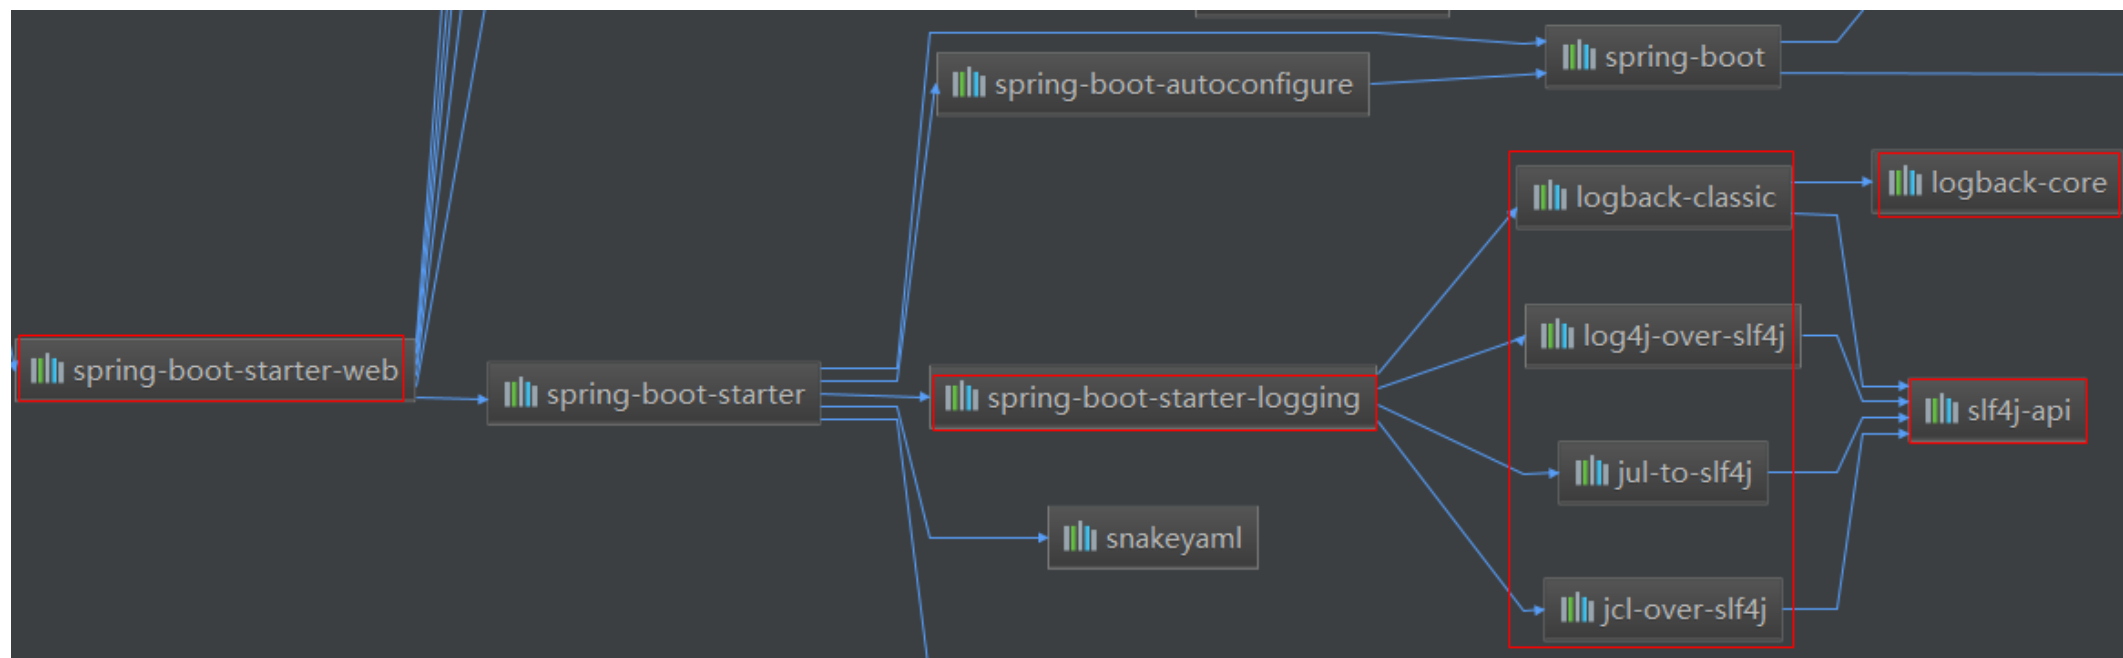 spring-boot
spring-boot-autoconfigure
logback-core
logback-classic
log4j-over-slf4j
spring-boot-starter-web
spring-boot-starter
spring-boot-starter-logging
slf4j-api
jul-to-slf4j
snakeyaml
jcl-over-slf4j